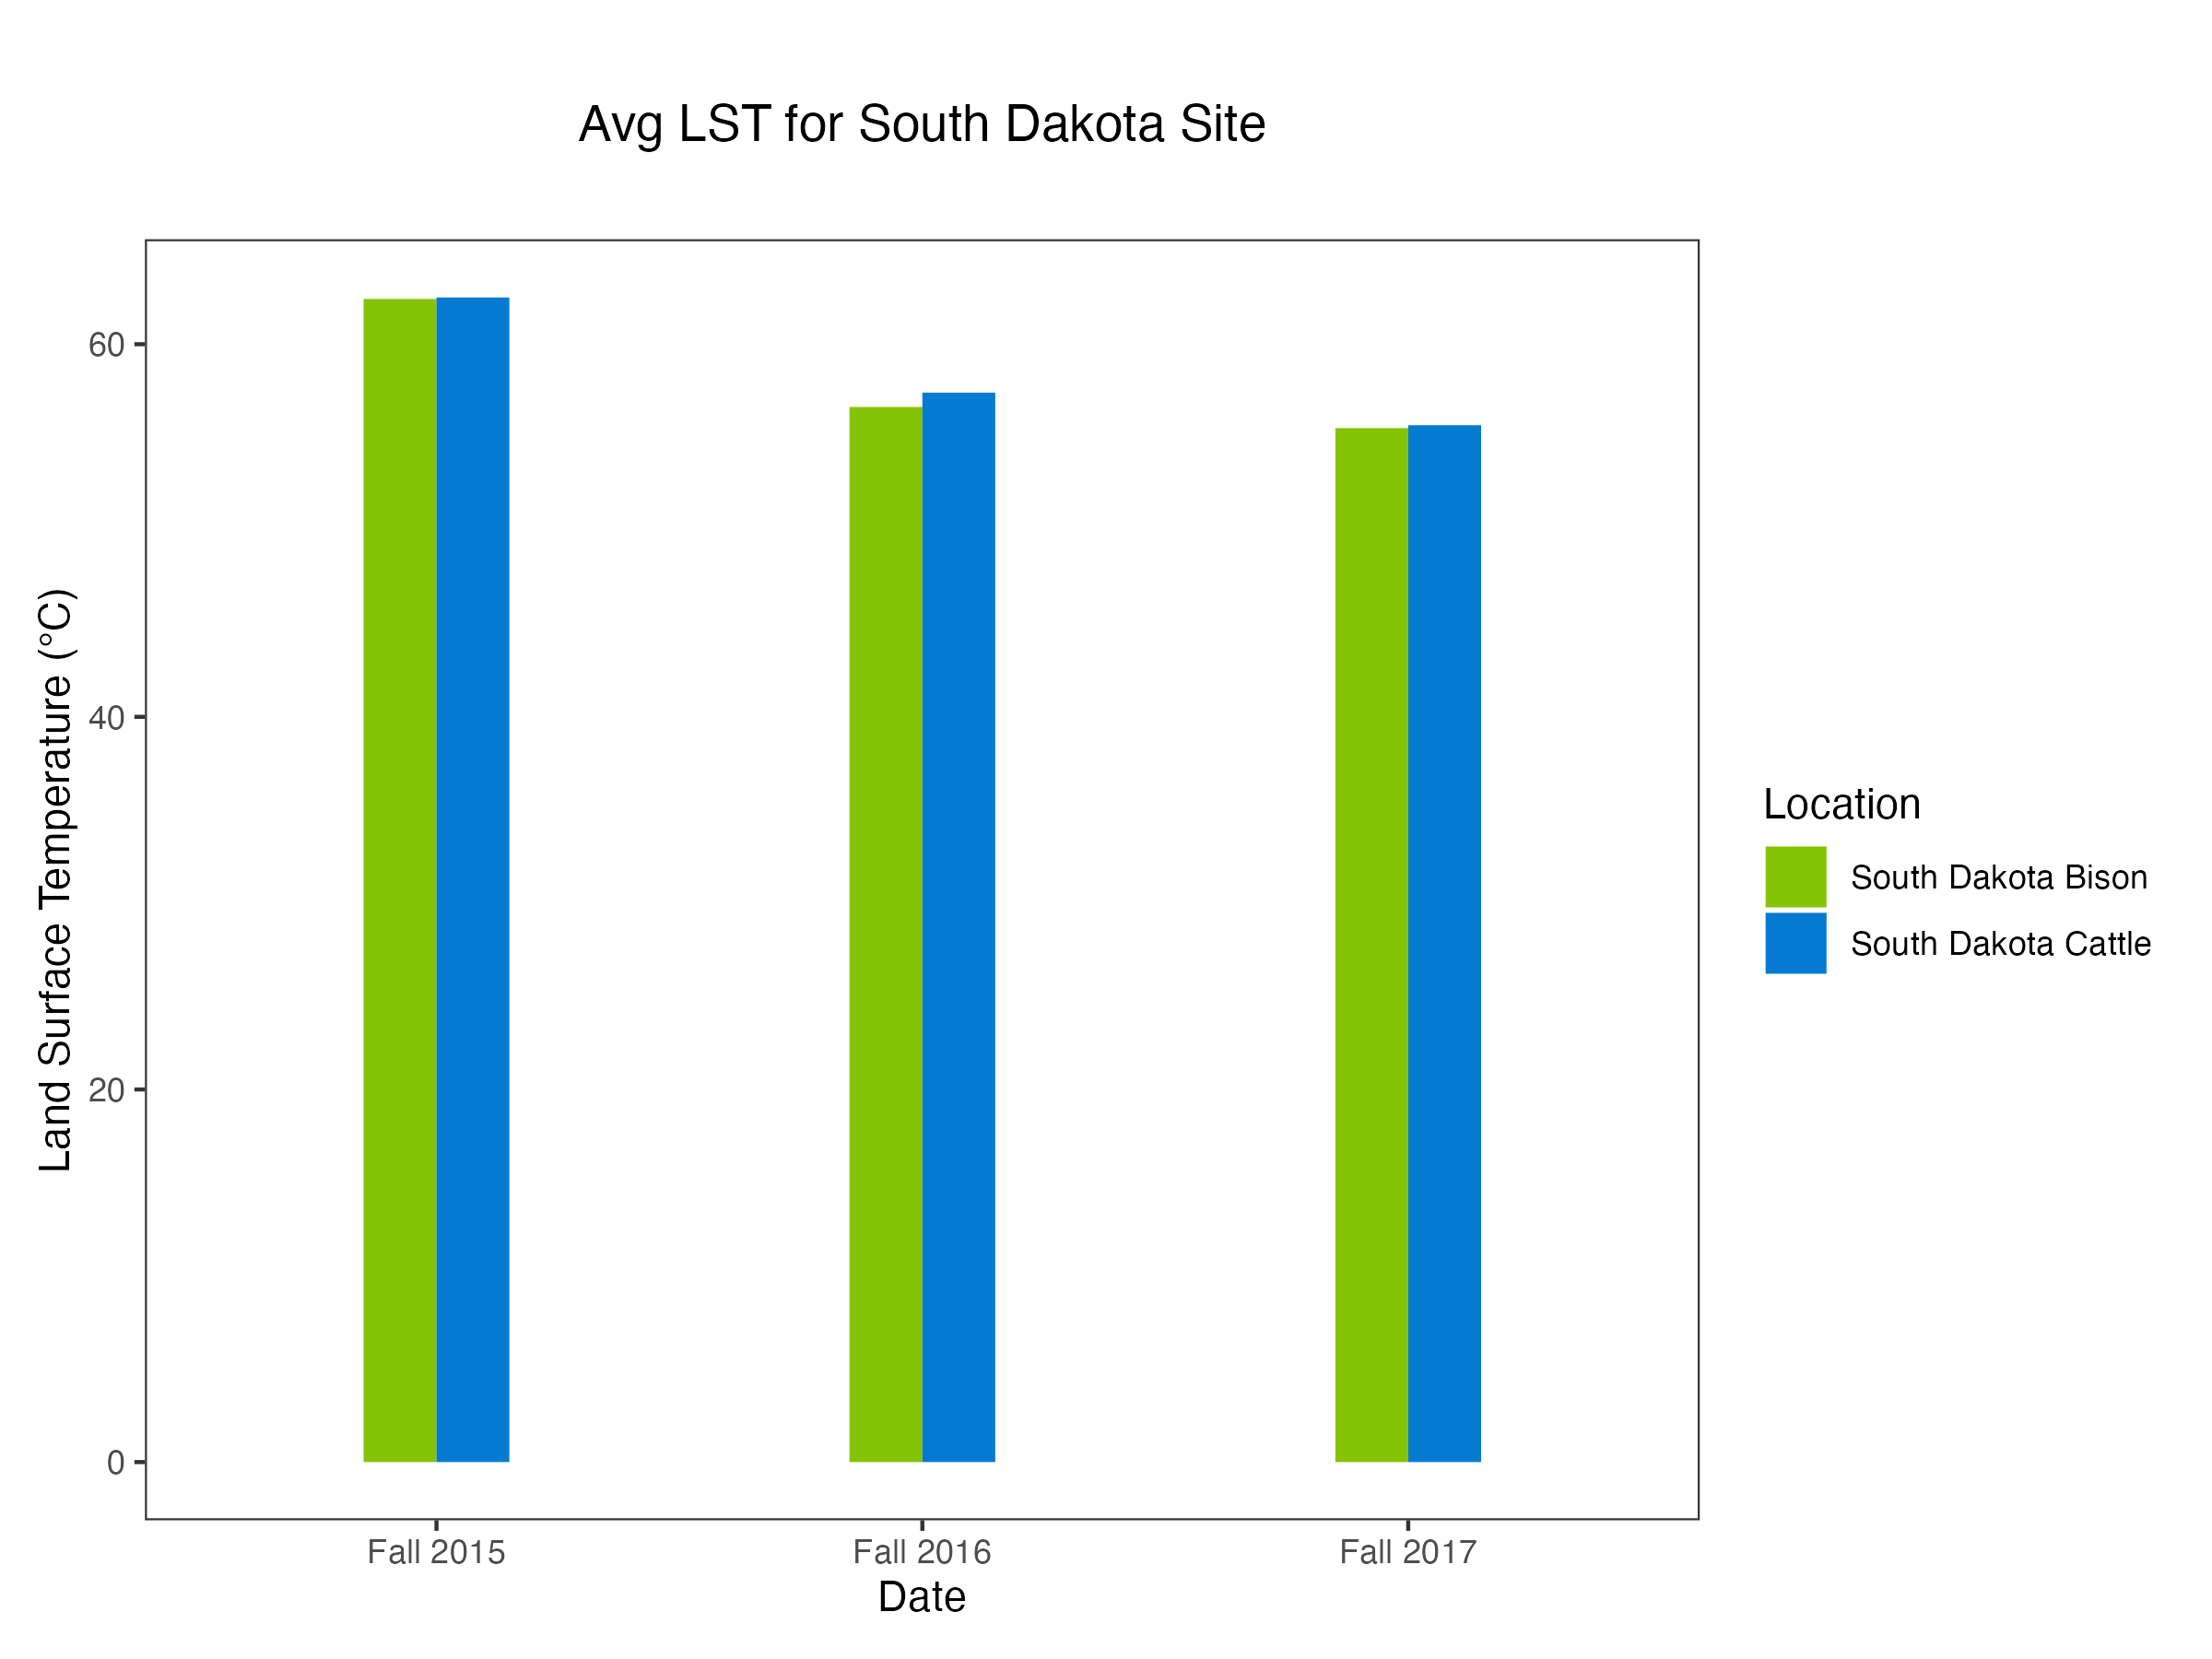 Avg LST for South Dakota Site
Land Surface Temperature (°C)
60
40
20
0
Fall 2015
Fall 2016
Fall 2017
Date
Location
South Dakota Bison
South Dakota Cattle